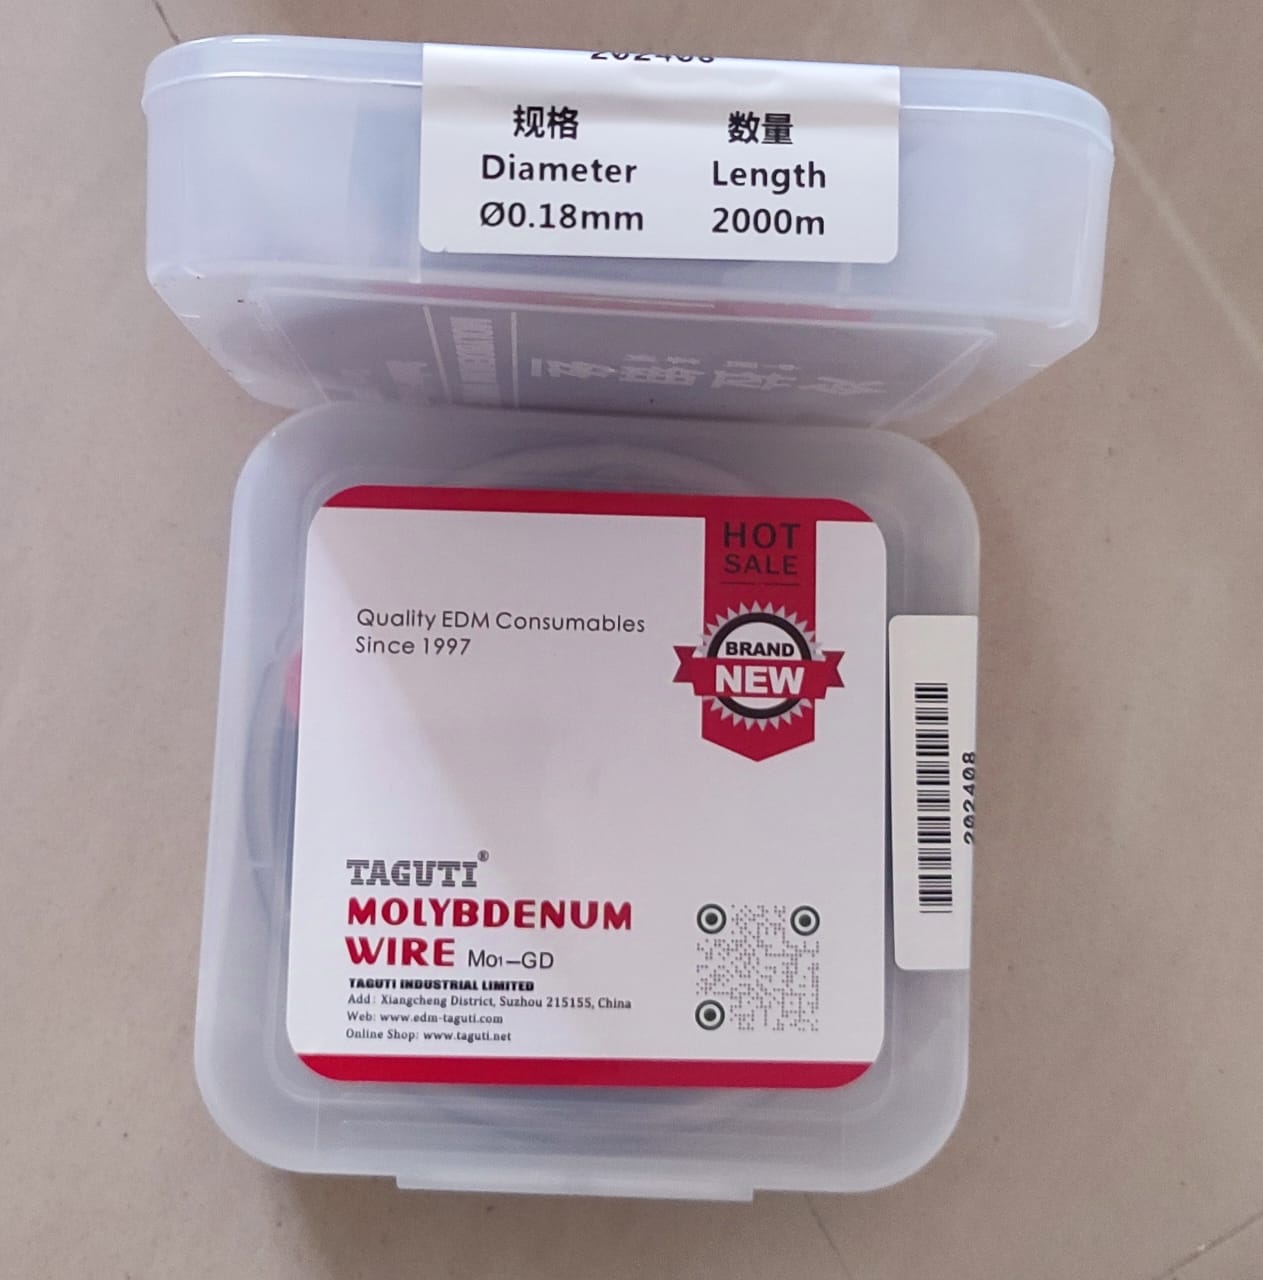 规格 数量
Diameter Length
Ø0.18mm 2000m
HOT
SALE
Quality EDM Consumables
Since 1997
BRAND
NEW
202408
TAGUTI®
MOLYBDENUM
WIRE Mo1-GD
TAGUTI INDUSTRIAL LIMITED
Add: Xiangcheng District, Suzhou 215155, China
Web: www.edm-taguti.com
Online Shop: www.taguti.net